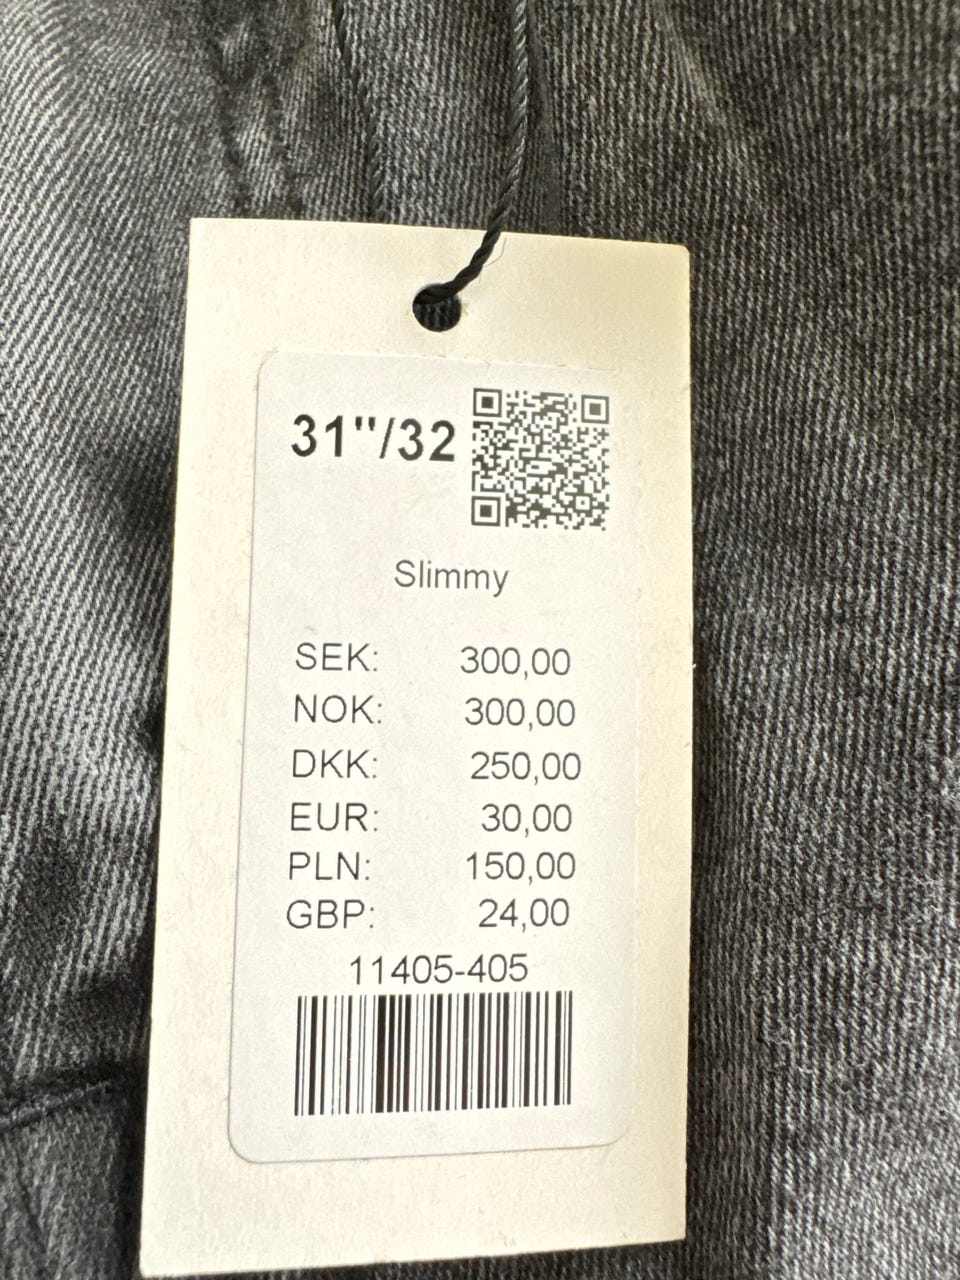 31"/32
Slimmy
SEK: 300,00
NOK: 300,00
DKK: 250,00
EUR: 30,00
PLN: 150,00
GBP: 24,00
11405-405